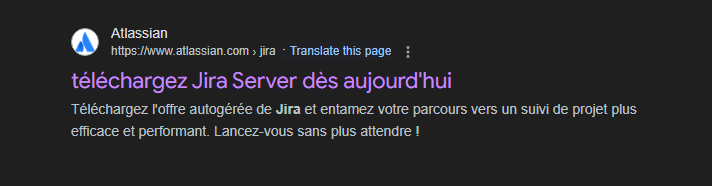 Atlassian
https://www.atlassian.com › jira · Translate this page
téléchargez Jira Server dès aujourd'hui
Téléchargez l'offre autogérée de Jira et entamez votre parcours vers un suivi de projet plus
efficace et performant. Lancez-vous sans plus attendre !